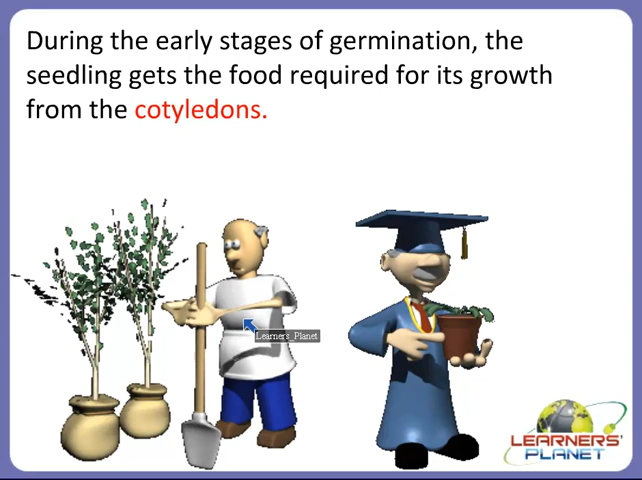 During the early stages of germination, the
seedling gets the food required for its growth
from the cotyledons.
Learners_Planet
LEARNERS'
PLANET